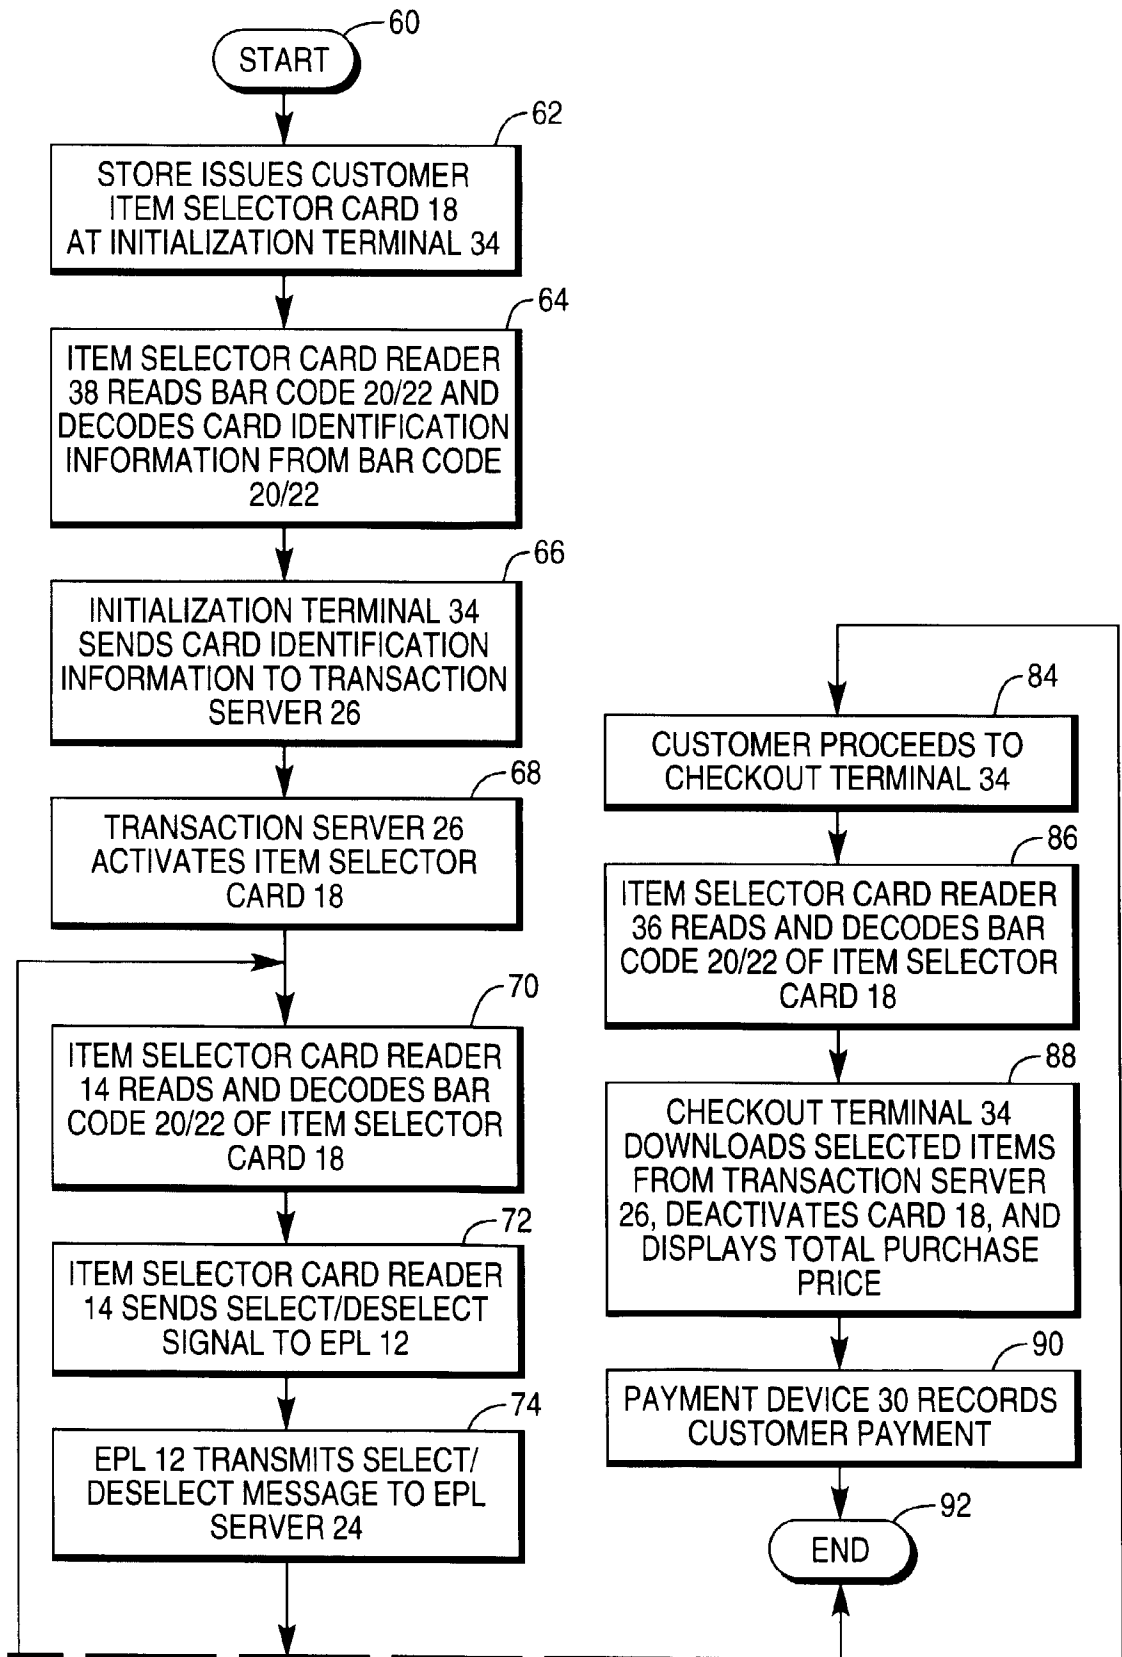 60
START
62
STORE ISSUES CUSTOMER
ITEM SELECTOR CARD 18
AT INITIALIZATION TERMINAL 34
64
ITEM SELECTOR CARD READER
38 READS BAR CODE 20/22 AND
DECODES CARD IDENTIFICATION
INFORMATION FROM BAR CODE
20/22
66
INITIALIZATION TERMINAL 34
SENDS CARD IDENTIFICATION
INFORMATION TO TRANSACTION
SERVER 26
68
TRANSACTION SERVER 26
ACTIVATES ITEM SELECTOR
CARD 18
70
ITEM SELECTOR CARD READER
14 READS AND DECODES BAR
CODE 20/22 OF ITEM SELECTOR
CARD 18
72
ITEM SELECTOR CARD READER
14 SENDS SELECT/DESELECT
SIGNAL TO EPL 12
74
EPL 12 TRANSMITS SELECT/
DESELECT MESSAGE TO EPL
SERVER 24
84
CUSTOMER PROCEEDS TO
CHECKOUT TERMINAL 34
86
ITEM SELECTOR CARD READER
36 READS AND DECODES BAR
CODE 20/22 OF ITEM SELECTOR
CARD 18
88
CHECKOUT TERMINAL 34
DOWNLOADS SELECTED ITEMS
FROM TRANSACTION SERVER
26, DEACTIVATES CARD 18, AND
DISPLAYS TOTAL PURCHASE
PRICE
90
PAYMENT DEVICE 30 RECORDS
CUSTOMER PAYMENT
92
END